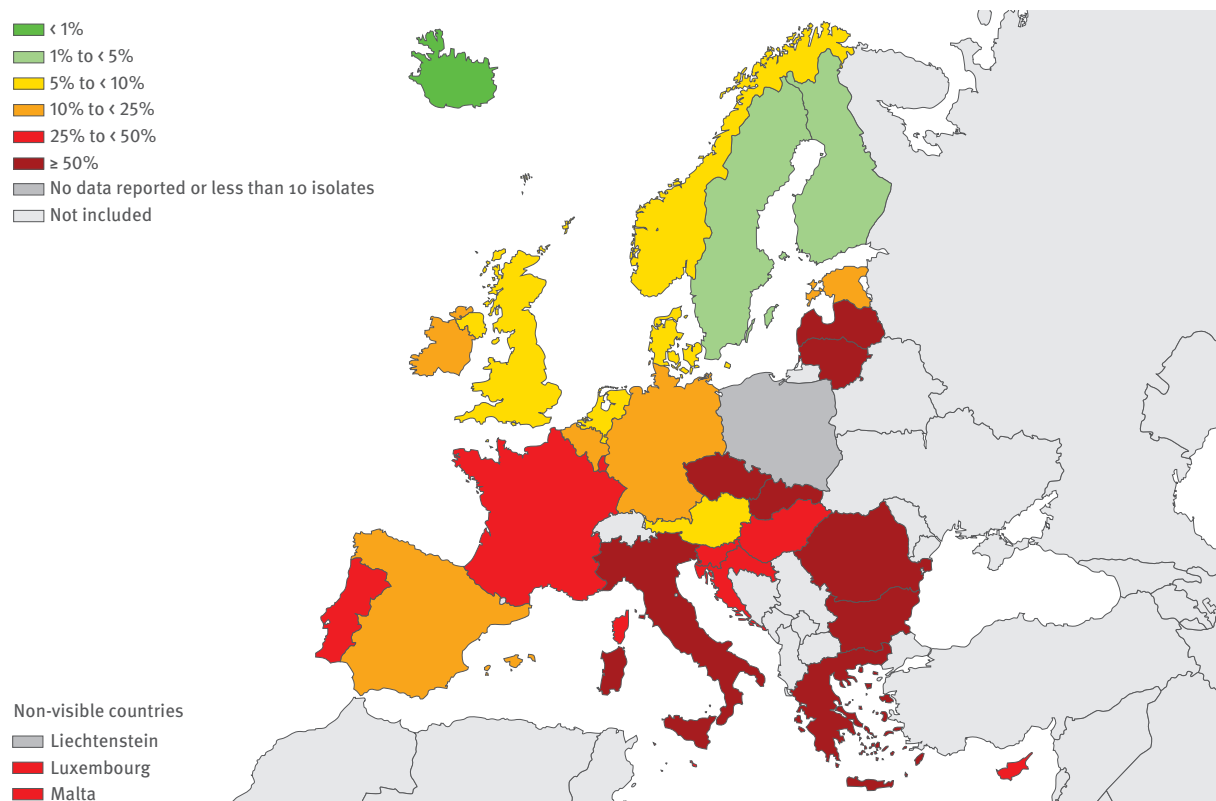 < 1%
1% to < 5%
5% to < 10%
10% to < 25%
25% to < 50%
≥ 50%
No data reported or less than 10 isolates
Not included
Non-visible countries
Liechtenstein
Luxembourg
Malta